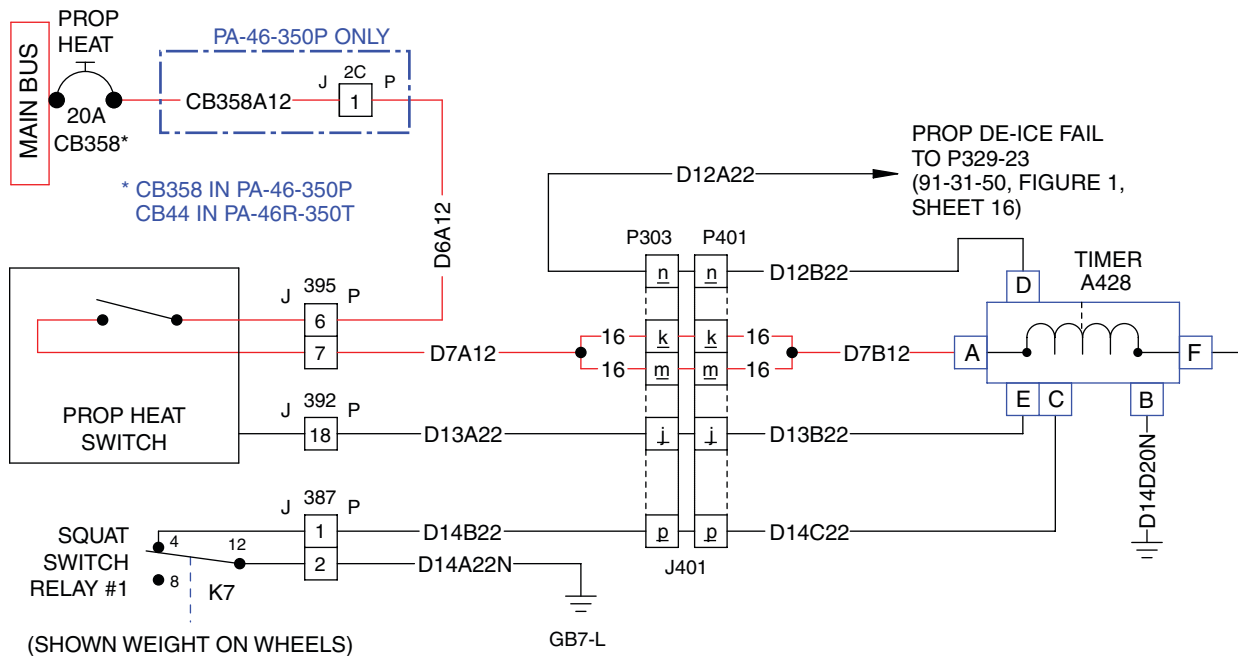 PROP
HEAT
MAIN BUS
20A
CB358*
PA-46-350P ONLY
CB358A12
J 2C P
1
* CB358 IN PA-46-350P
CB44 IN PA-46R-350T
D6A12
PROP DE-ICE FAIL
TO P329-23
(91-31-50, FIGURE 1,
SHEET 16)
D12A22
P303 P401
n n
D12B22
TIMER
A428
D
A
F
E C B
J 395 P
6
7
D7A12
16 k k 16
16 m m 16
D7B12
PROP HEAT
SWITCH
J 392 P
18
D13A22
j j
D13B22
D14D20N
J 387 P
1
2
D14B22
p p
D14C22
D14A22N
J401
GB7-L
SQUAT
SWITCH
RELAY #1
4
12
8
K7
(SHOWN WEIGHT ON WHEELS)